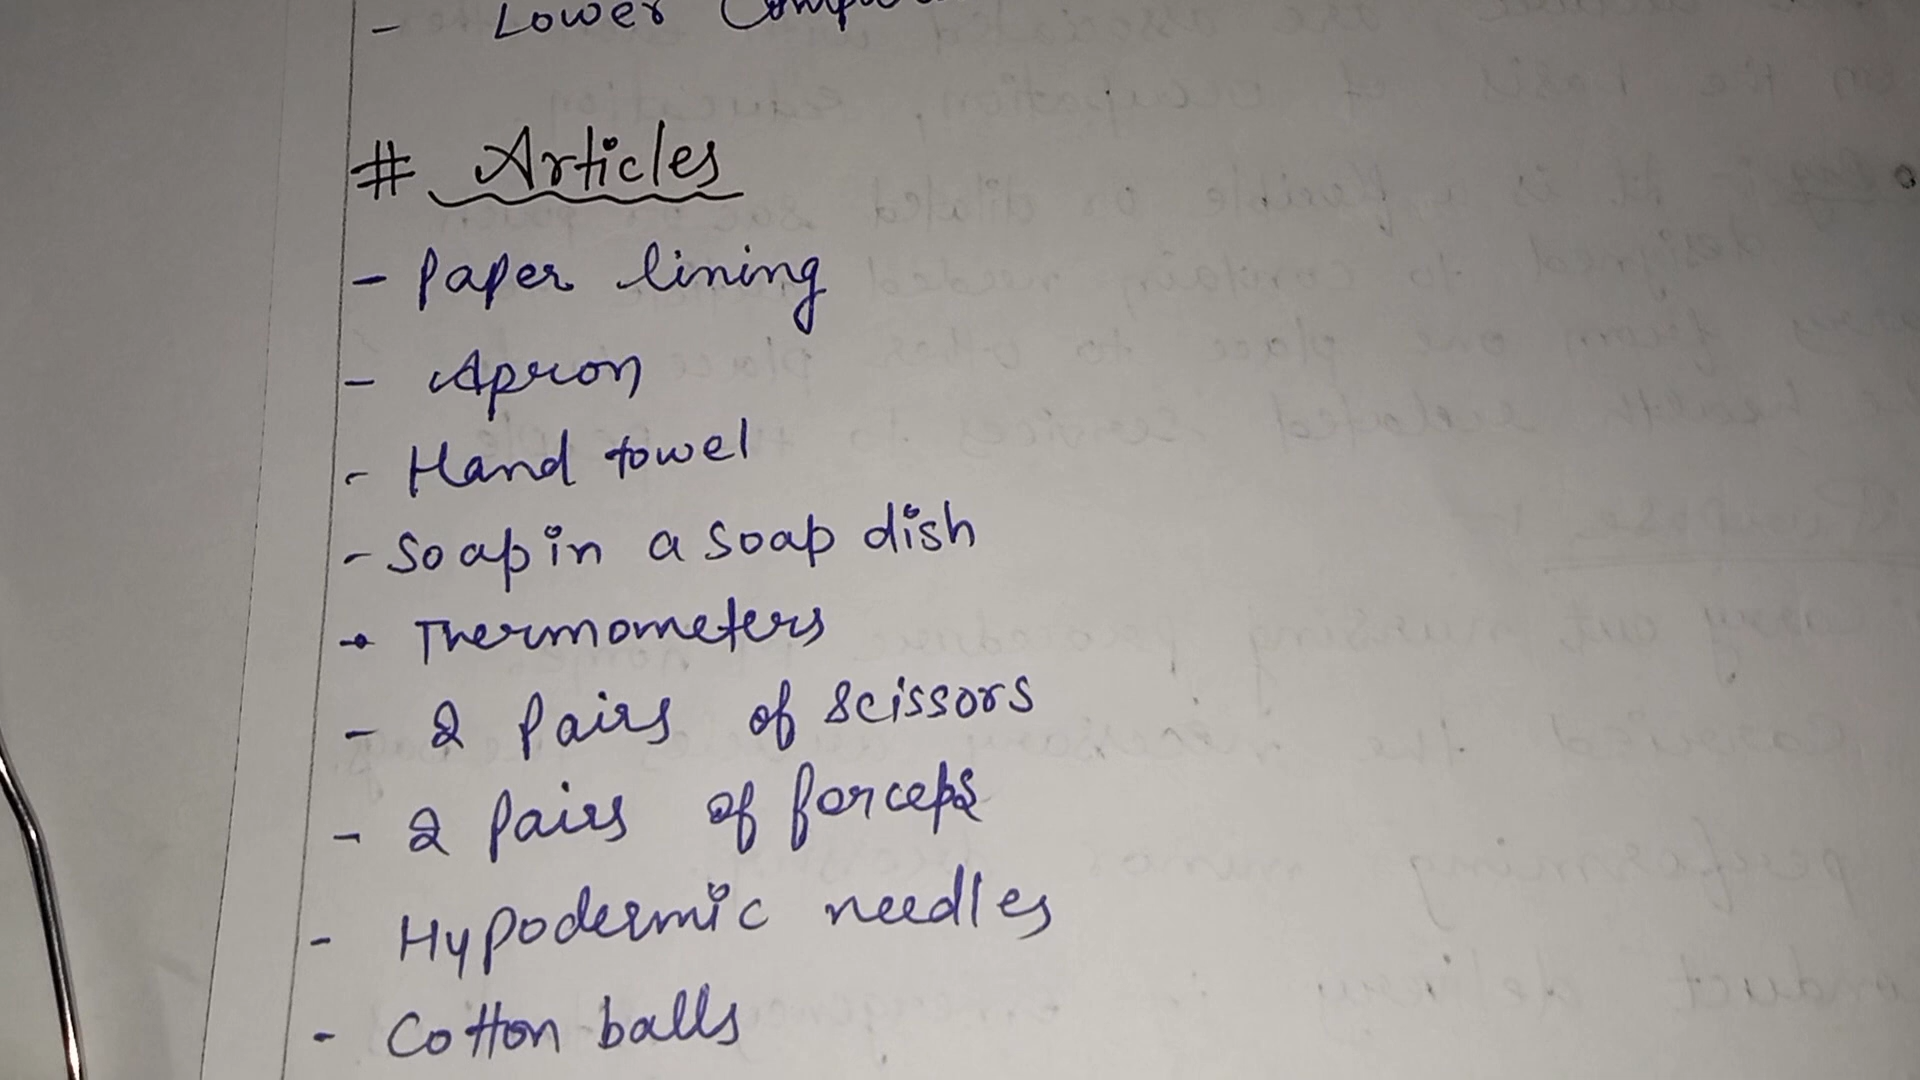 - Lower
# Articles
- Paper lining
- Apron
- Hand towel
- Soap in a soap dish
- Thermometers
- 2 Pairs of scissors
- 2 Pairs of forceps
- Hypodermic needles
- Cotton balls